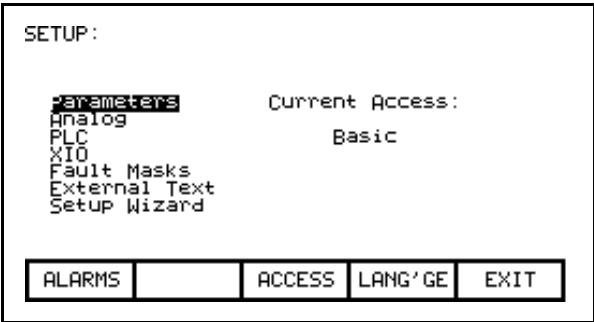 SETUP:
Parameters
Analog
PLC
XIO
Fault Masks
External Text
Setup Wizard
Current Access:
Basic
ALARMS ACCESS LANG'GE EXIT